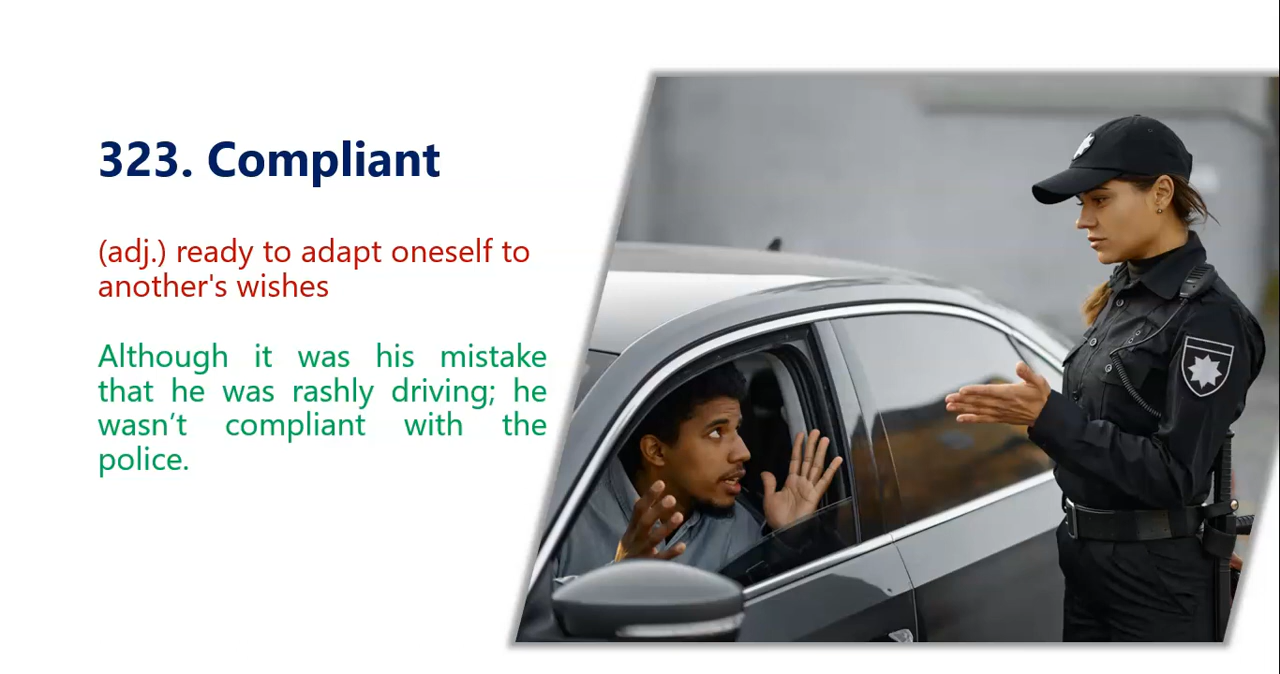 323. Compliant
(adj.) ready to adapt oneself to
another's wishes
Although it was his mistake
that he was rashly driving; he
wasn’t compliant with the
police.